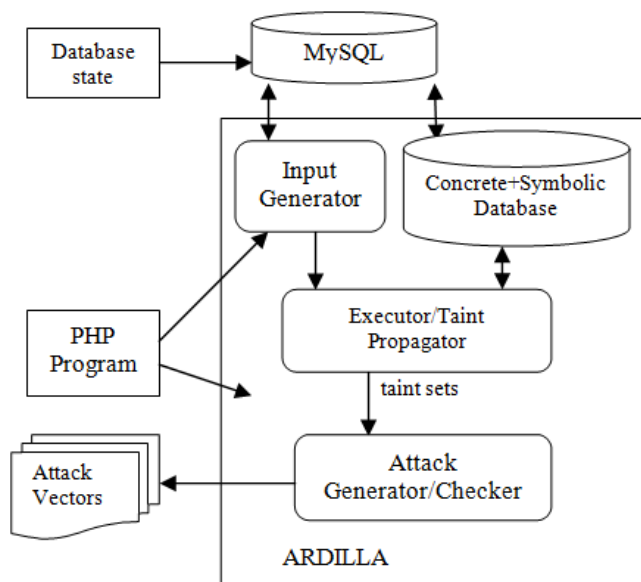 Database
state
MySQL
Input
Generator
Concrete+Symbolic
Database
PHP
Program
Executor/Taint
Propagator
taint sets
Attack
Vectors
Attack
Generator/Checker
ARDILLA